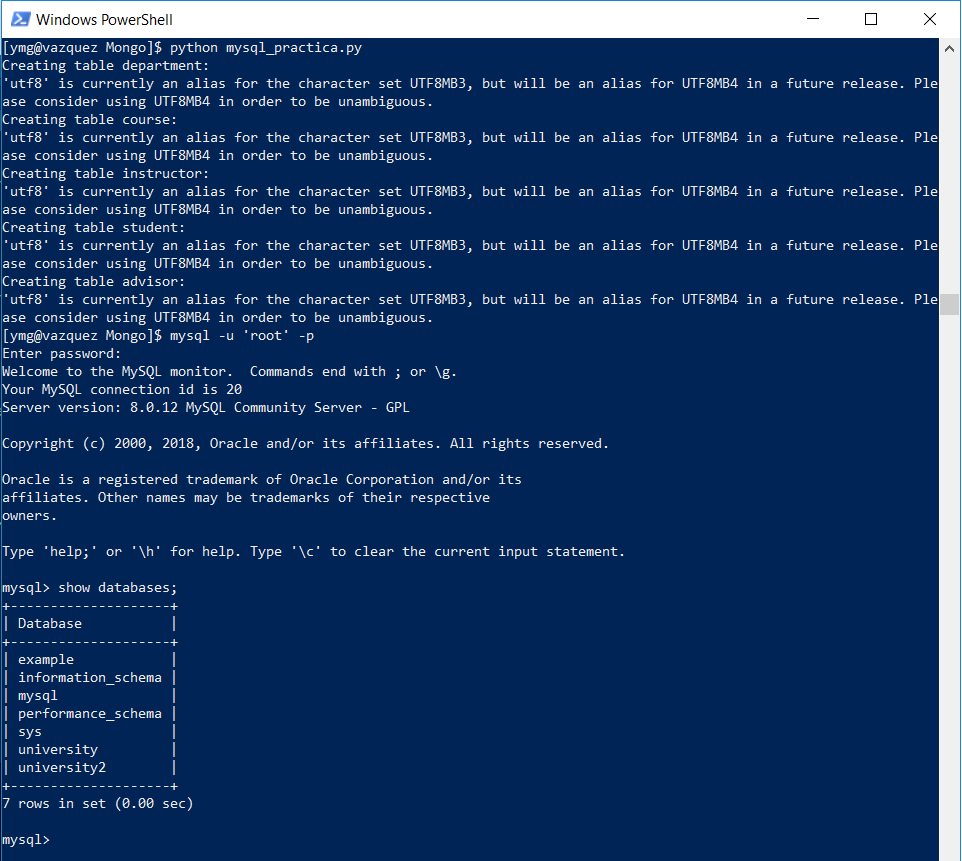 Windows PowerShell
[ymg@vazquez Mongo]$ python mysql_practica.py
Creating table department:
'utf8' is currently an alias for the character set UTF8MB3, but will be an alias for UTF8MB4 in a future release. Ple
ase consider using UTF8MB4 in order to be unambiguous.
Creating table course:
'utf8' is currently an alias for the character set UTF8MB3, but will be an alias for UTF8MB4 in a future release. Ple
ase consider using UTF8MB4 in order to be unambiguous.
Creating table instructor:
'utf8' is currently an alias for the character set UTF8MB3, but will be an alias for UTF8MB4 in a future release. Ple
ase consider using UTF8MB4 in order to be unambiguous.
Creating table student:
'utf8' is currently an alias for the character set UTF8MB3, but will be an alias for UTF8MB4 in a future release. Ple
ase consider using UTF8MB4 in order to be unambiguous.
Creating table advisor:
'utf8' is currently an alias for the character set UTF8MB3, but will be an alias for UTF8MB4 in a future release. Ple
ase consider using UTF8MB4 in order to be unambiguous.
[ymg@vazquez Mongo]$ mysql -u 'root' -p
Enter password:
Welcome to the MySQL monitor.  Commands end with ; or \g.
Your MySQL connection id is 20
Server version: 8.0.12 MySQL Community Server - GPL

Copyright (c) 2000, 2018, Oracle and/or its affiliates. All rights reserved.

Oracle is a registered trademark of Oracle Corporation and/or its
affiliates. Other names may be trademarks of their respective
owners.

Type 'help;' or '\h' for help. Type '\c' to clear the current input statement.

mysql> show databases;
+--------------------+
| Database           |
+--------------------+
| example            |
| information_schema |
| mysql              |
| performance_schema |
| sys                |
| university         |
| university2        |
+--------------------+
7 rows in set (0.00 sec)

mysql>